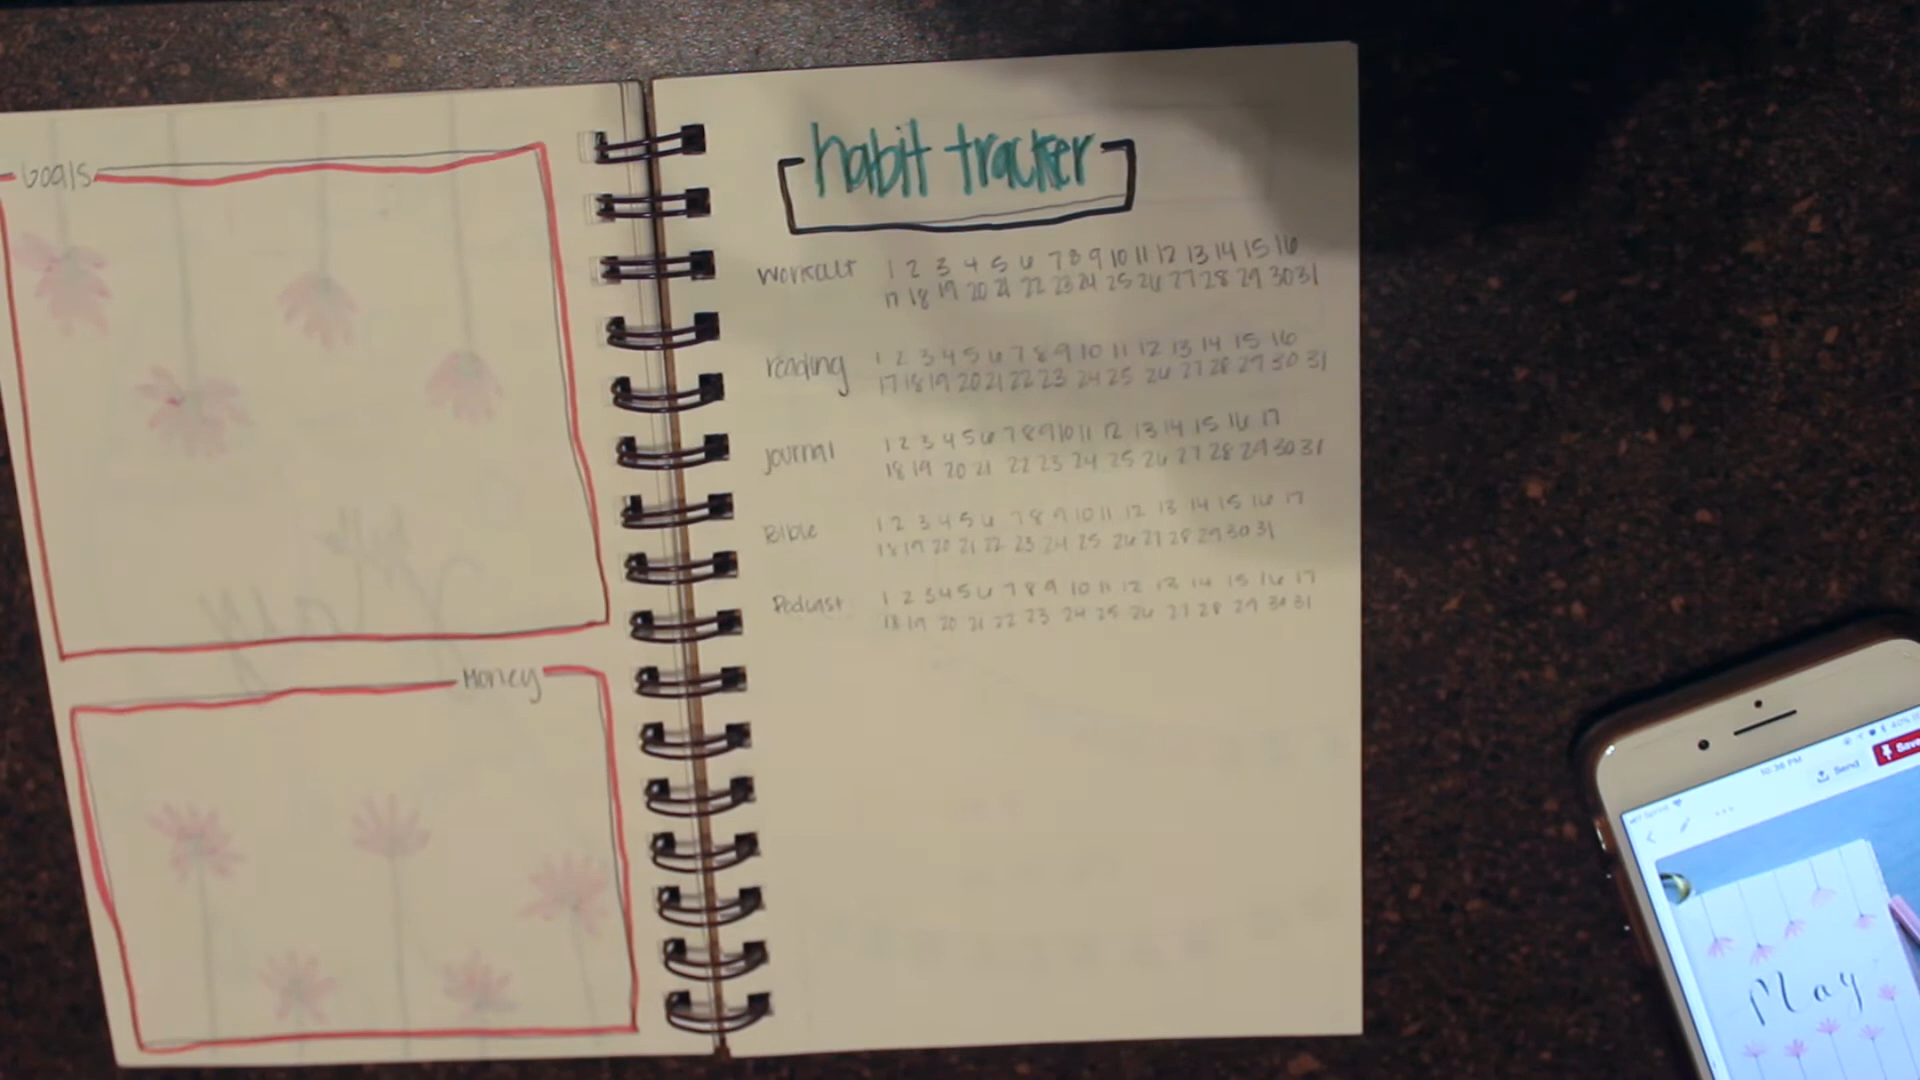 Goals
Money
habit tracker
workout 1 2 3 4 5 6 7 8 9 10 11 12 13 14 15 16
17 18 19 20 21 22 23 24 25 26 27 28 29 30 31
reading 1 2 3 4 5 6 7 8 9 10 11 12 13 14 15 16
17 18 19 20 21 22 23 24 25 26 27 28 29 30 31
journal 1 2 3 4 5 6 7 8 9 10 11 12 13 14 15 16 17
18 19 20 21 22 23 24 25 26 27 28 29 30 31
Bible 1 2 3 4 5 6 7 8 9 10 11 12 13 14 15 16 17
18 19 20 21 22 23 24 25 26 27 28 29 30 31
Podcast 1 2 3 4 5 6 7 8 9 10 11 12 13 14 15 16 17
18 19 20 21 22 23 24 25 26 27 28 29 30 31
10:38 PM
Send
Save
May